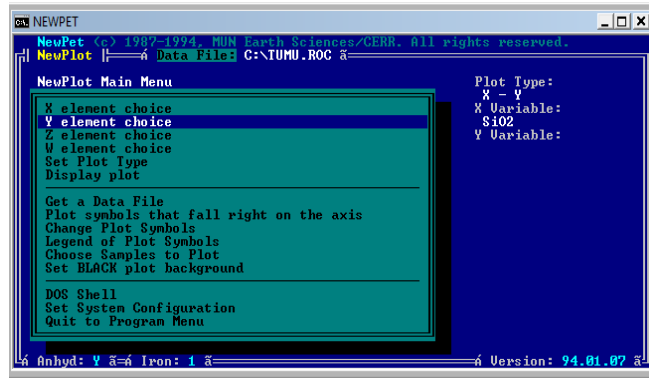 NEWPET
NewPet (c) 1987-1994, MUN Earth Sciences/CERR. All rights reserved.
NewPlot á Data File: C:\TUMU.ROC ã
NewPlot Main Menu
X element choice
Y element choice
Z element choice
W element choice
Set Plot Type
Display plot
Get a Data File
Plot symbols that fall right on the axis
Change Plot Symbols
Legend of Plot Symbols
Choose Samples to Plot
Set BLACK plot background
DOS Shell
Set System Configuration
Quit to Program Menu
Plot Type:
X - Y
X Variable:
SiO2
Y Variable:
á Anhyd: Y ã=á Iron: 1 ã
á Version: 94.01.07 ã